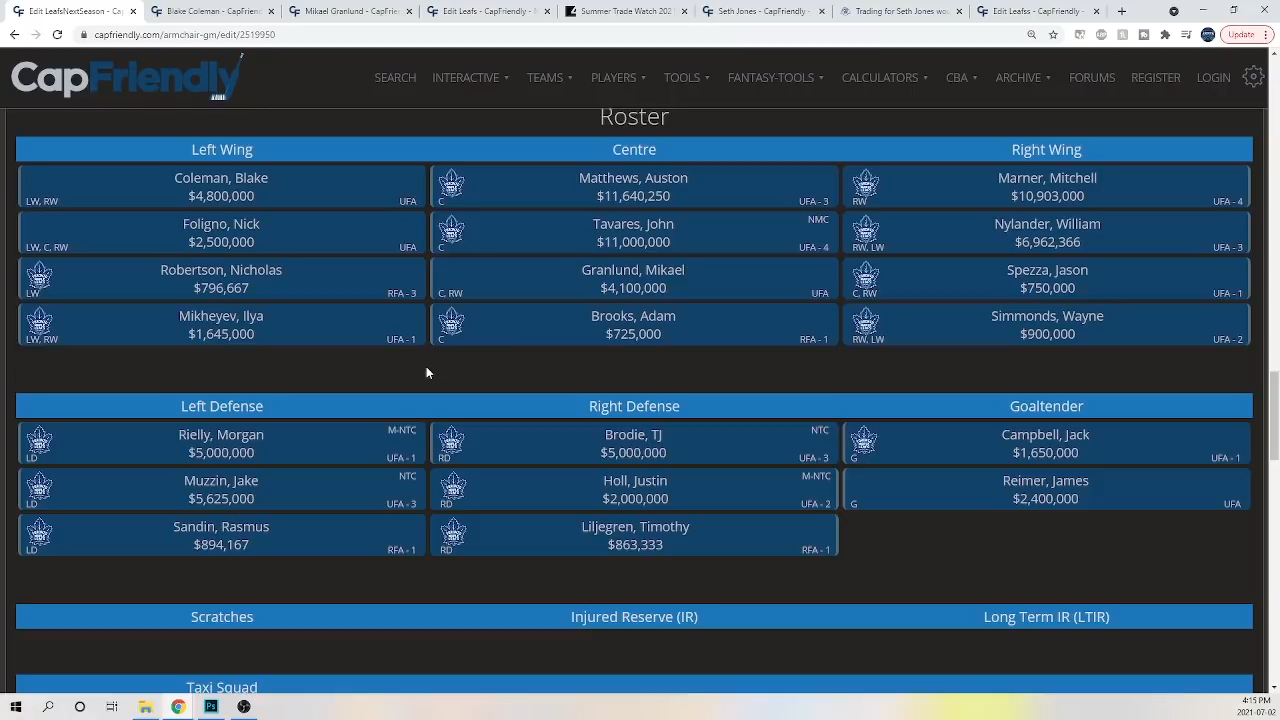 Edit LeafsNextSeason - Ca
Blake Coleman - CapFrien
Mikael Granlund - CapFrie
Edit Leafs - CapFriendly - N
Summer Trade Watch 202
Seth Jones - CapFriendly -
Trading for Seth Jones wo
Edit Leafss - CapFriendly -
capfriendly.com/armchair-gm/edit/2519950
Update
CapFriendly
SEARCH INTERACTIVE TEAMS PLAYERS TOOLS FANTASY-TOOLS CALCULATORS CBA ARCHIVE FORUMS REGISTER LOGIN
Roster
Left Wing Centre Right Wing
Coleman, Blake
$4,800,000
LW, RW UFA
Matthews, Auston
$11,640,250
C UFA - 3
Marner, Mitchell
$10,903,000
RW UFA - 4
Foligno, Nick
$2,500,000
LW, C, RW UFA
Tavares, John NMC
$11,000,000
C UFA - 4
Nylander, William
$6,962,366
RW, LW UFA - 3
Robertson, Nicholas
$796,667
LW RFA - 3
Granlund, Mikael
$4,100,000
C, RW UFA
Spezza, Jason
$750,000
C, RW UFA - 1
Mikheyev, Ilya
$1,645,000
LW, RW UFA - 1
Brooks, Adam
$725,000
C RFA - 1
Simmonds, Wayne
$900,000
RW, LW UFA - 2
Left Defense Right Defense Goaltender
Rielly, Morgan M-NTC
$5,000,000
LD UFA - 1
Brodie, TJ NTC
$5,000,000
RD UFA - 3
Campbell, Jack
$1,650,000
G UFA - 1
Muzzin, Jake NTC
$5,625,000
LD UFA - 3
Holl, Justin M-NTC
$2,000,000
RD UFA - 2
Reimer, James
$2,400,000
G UFA
Sandin, Rasmus
$894,167
LD RFA - 1
Liljegren, Timothy
$863,333
RD RFA - 1
Scratches Injured Reserve (IR) Long Term IR (LTIR)
Taxi Squad
4:15 PM
2021-07-02